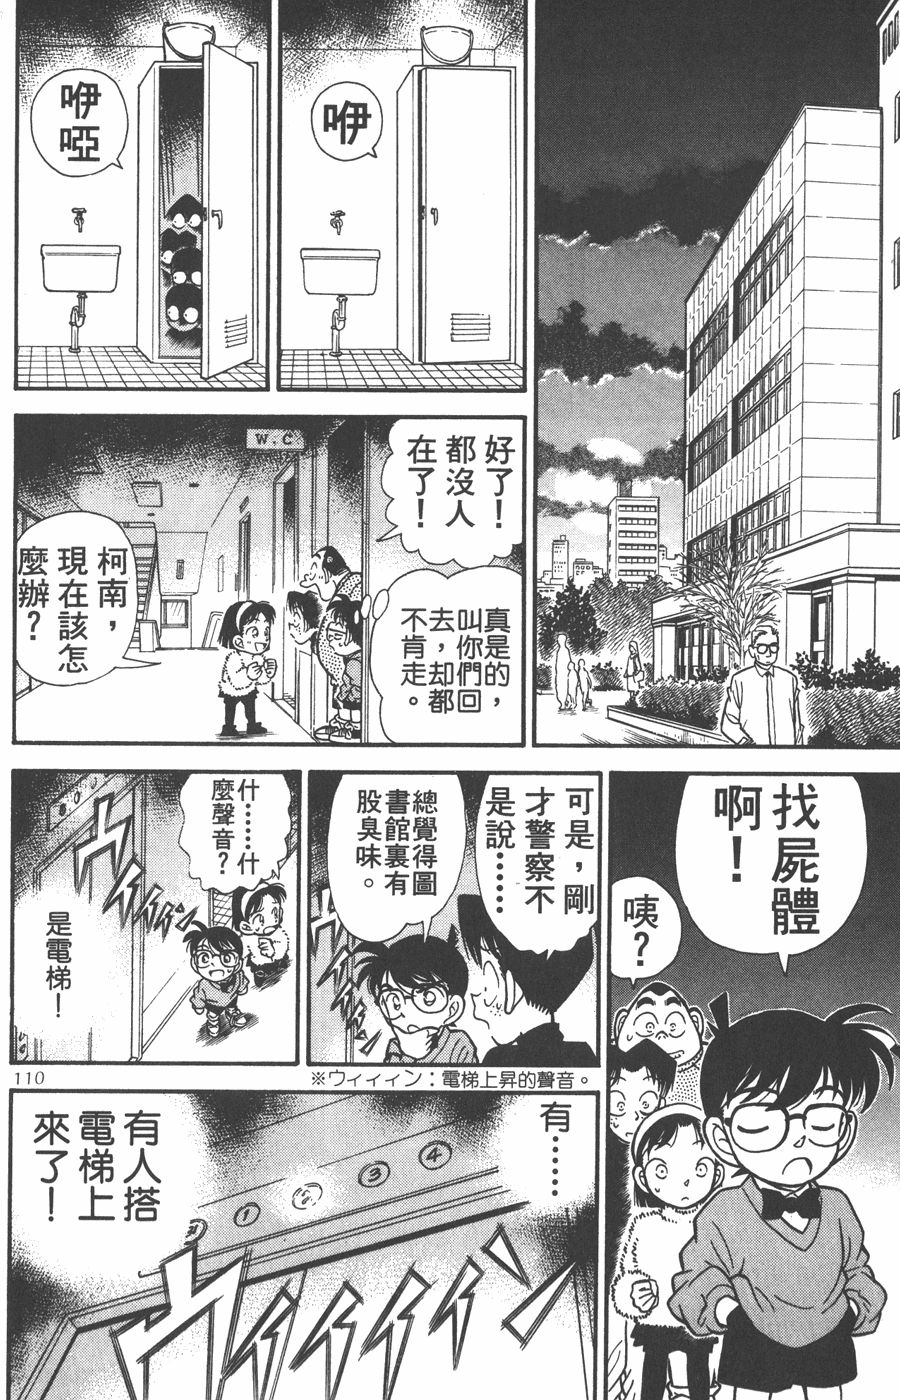 咿
咿
啞
W.C
好了！
都沒人
在了！
真是的，
叫你們回
去，却都
不肯走。
柯南，
現在該怎
麼辦？
找屍體
啊！
咦？
可是，剛
才警察不
是說……
總覺得圖
書館裏有
股臭味。
※ウィィィン：電梯上昇的聲音。
什……什
麼聲音？
ウィィィン
是電梯！
110
有……
有人搭
電梯上
來了！
1
2
3
4
ウィィィン